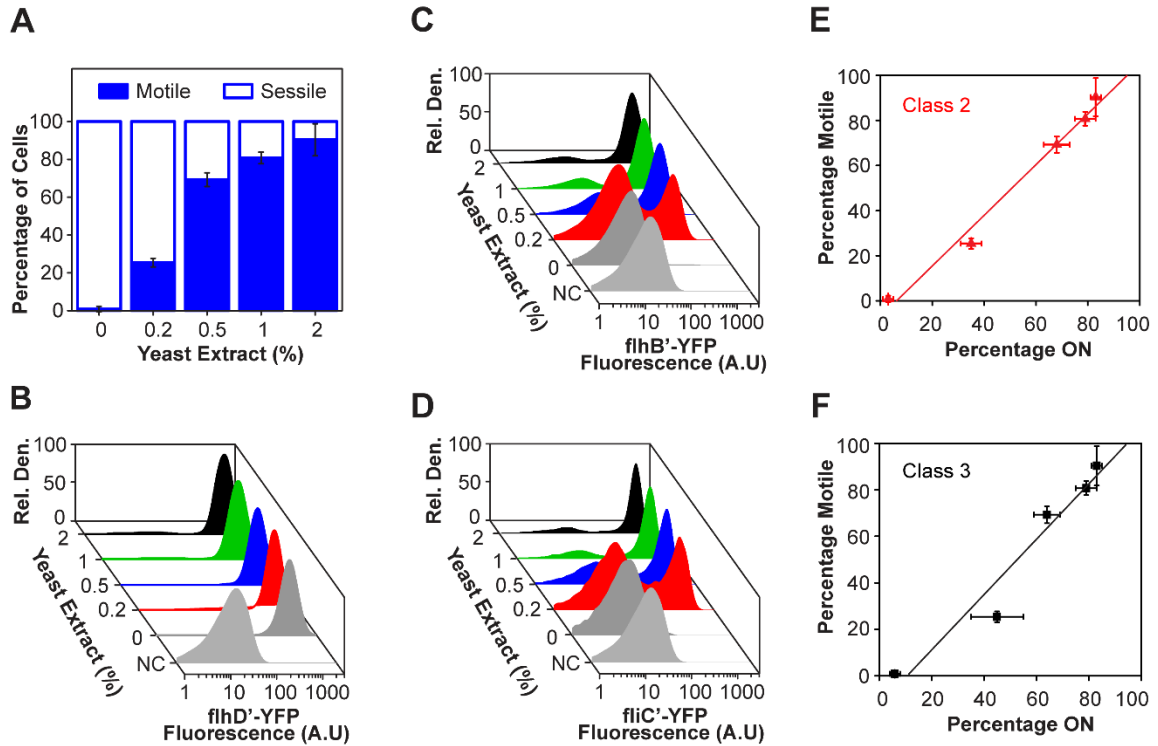 A
Motile
Sessile
Percentage of Cells
100
80
60
40
20
0
0
0.2
0.5
1
2
Yeast Extract (%)
B
Rel. Den.
100
50
0
2
1
0.5
0.2
0
NC
Yeast Extract (%)
1
10
100
1000
flhD’-YFP
Fluorescence (A.U)
C
Rel. Den.
100
50
0
2
1
0.5
0.2
0
NC
Yeast Extract (%)
1
10
100
1000
flhB’-YFP
Fluorescence (A.U)
D
Rel. Den.
100
50
0
2
1
0.5
0.2
0
NC
Yeast Extract (%)
1
10
100
1000
fliC’-YFP
Fluorescence (A.U)
E
Class 2
Percentage Motile
100
80
60
40
20
0
0
20
40
60
80
100
Percentage ON
F
Class 3
Percentage Motile
100
80
60
40
20
0
0
20
40
60
80
100
Percentage ON